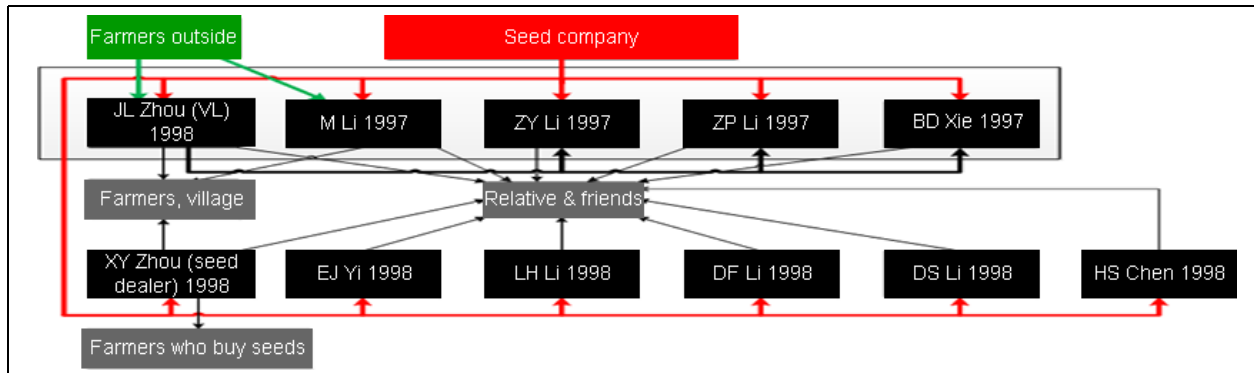 Farmers outside
Seed company
JL Zhou (VL)
1998
M Li 1997
ZY Li 1997
ZP Li 1997
BD Xie 1997
Farmers, village
Relative & friends
XY Zhou (seed
dealer) 1998
EJ Yi 1998
LH Li 1998
DF Li 1998
DS Li 1998
HS Chen 1998
Farmers who buy seeds